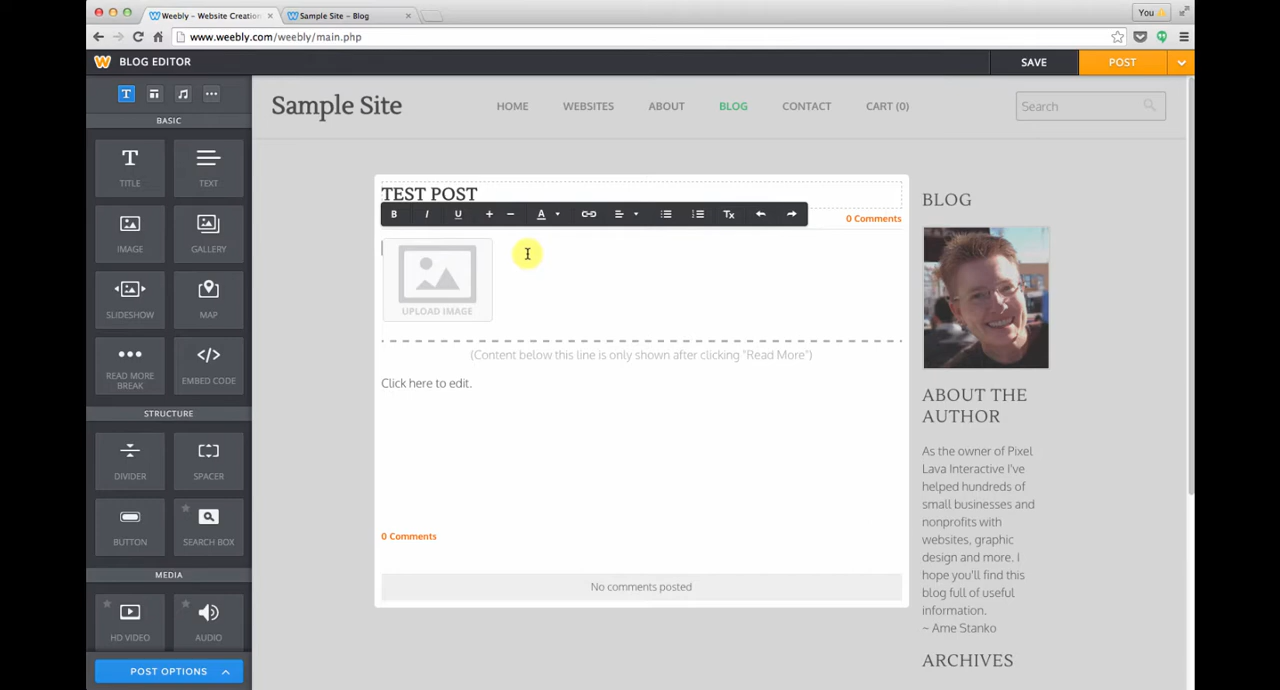 Weebly - Website Creation
Sample Site - Blog
You
www.weebly.com/weebly/main.php
BLOG EDITOR
SAVE
POST
BASIC
TITLE
TEXT
IMAGE
GALLERY
SLIDESHOW
MAP
READ MORE
BREAK
EMBED CODE
STRUCTURE
DIVIDER
SPACER
BUTTON
SEARCH BOX
MEDIA
HD VIDEO
AUDIO
POST OPTIONS
Sample Site
HOME
WEBSITES
ABOUT
BLOG
CONTACT
CART (0)
Search
TEST POST
B I U + - A Tx
0 Comments
UPLOAD IMAGE
(Content below this line is only shown after clicking "Read More")
Click here to edit.
0 Comments
No comments posted
BLOG
ABOUT THE
AUTHOR
As the owner of Pixel
Lava Interactive I've
helped hundreds of
small businesses and
nonprofits with
websites, graphic
design and more. I
hope you'll find this
blog full of useful
information.
~ Ame Stanko
ARCHIVES